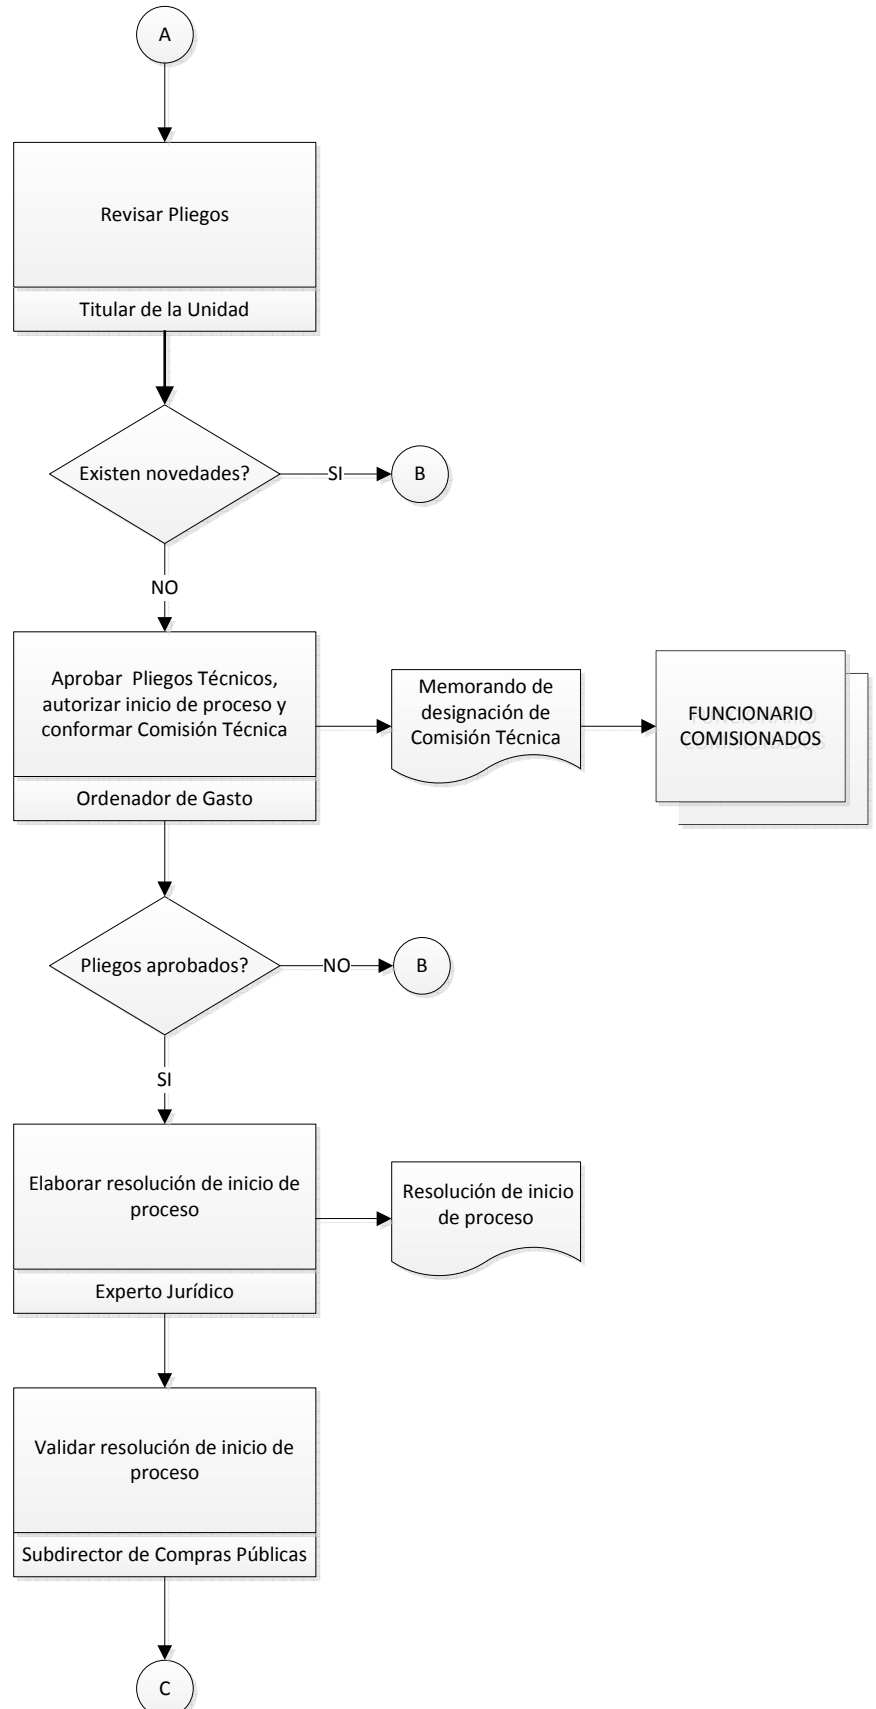 A
Revisar Pliegos
Titular de la Unidad
Existen novedades?
SI
B
NO
Aprobar Pliegos Técnicos,
autorizar inicio de proceso y
conformar Comisión Técnica
Ordenador de Gasto
Memorando de
designación de
Comisión Técnica
FUNCIONARIO
COMISIONADOS
Pliegos aprobados?
NO
B
SI
Elaborar resolución de inicio de
proceso
Experto Jurídico
Resolución de inicio
de proceso
Validar resolución de inicio de
proceso
Subdirector de Compras Públicas
C